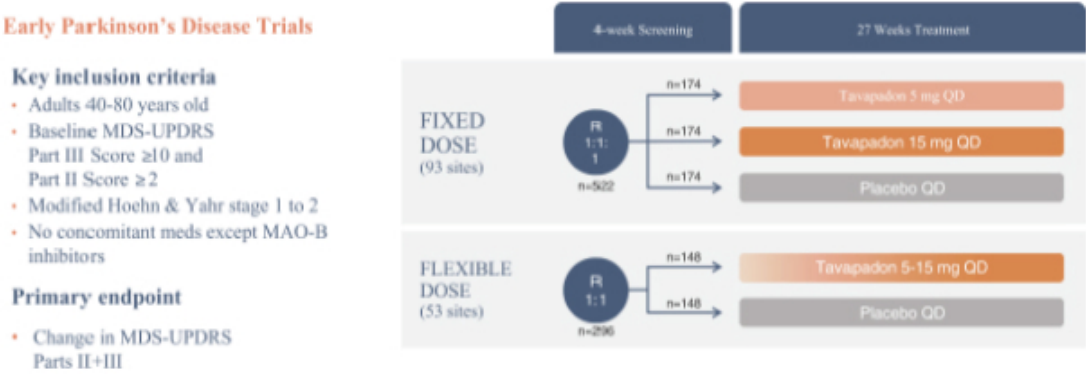 Early Parkinson's Disease Trials
Key inclusion criteria
• Adults 40-80 years old
• Baseline MDS-UPDRS
Part III Score ≥10 and
Part II Score ≥2
• Modified Hoehn & Yahr stage 1 to 2
• No concomitant meds except MAO-B
inhibitors
Primary endpoint
• Change in MDS-UPDRS
Parts II+III
4-week Screening
27 Weeks Treatment
FIXED
DOSE
(93 sites)
R
1:1:
1
n=522
n=174
Tavapadon 5 mg QD
n=174
Tavapadon 15 mg QD
n=174
Placebo QD
FLEXIBLE
DOSE
(53 sites)
R
1:1
n=296
n=148
Tavapadon 5-15 mg QD
n=148
Placebo QD